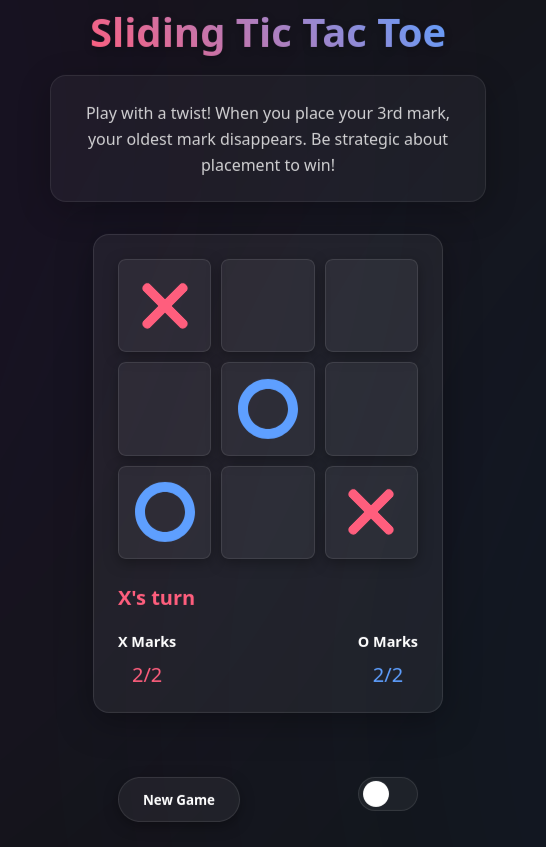 Sliding Tic Tac Toe
Play with a twist! When you place your 3rd mark,
your oldest mark disappears. Be strategic about
placement to win!
X's turn
X Marks
O Marks
2/2
2/2
New Game